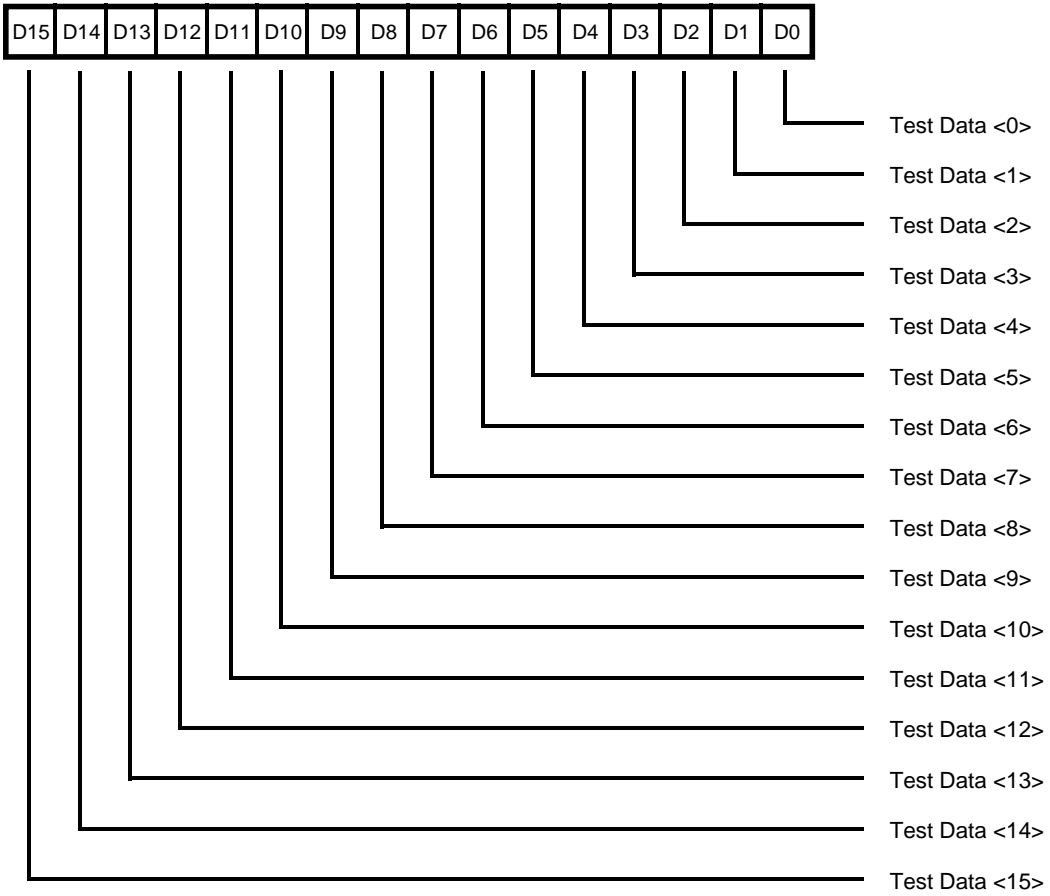 D15 D14 D13 D12 D11 D10 D9 D8 D7 D6 D5 D4 D3 D2 D1 D0
Test Data <0>
Test Data <1>
Test Data <2>
Test Data <3>
Test Data <4>
Test Data <5>
Test Data <6>
Test Data <7>
Test Data <8>
Test Data <9>
Test Data <10>
Test Data <11>
Test Data <12>
Test Data <13>
Test Data <14>
Test Data <15>